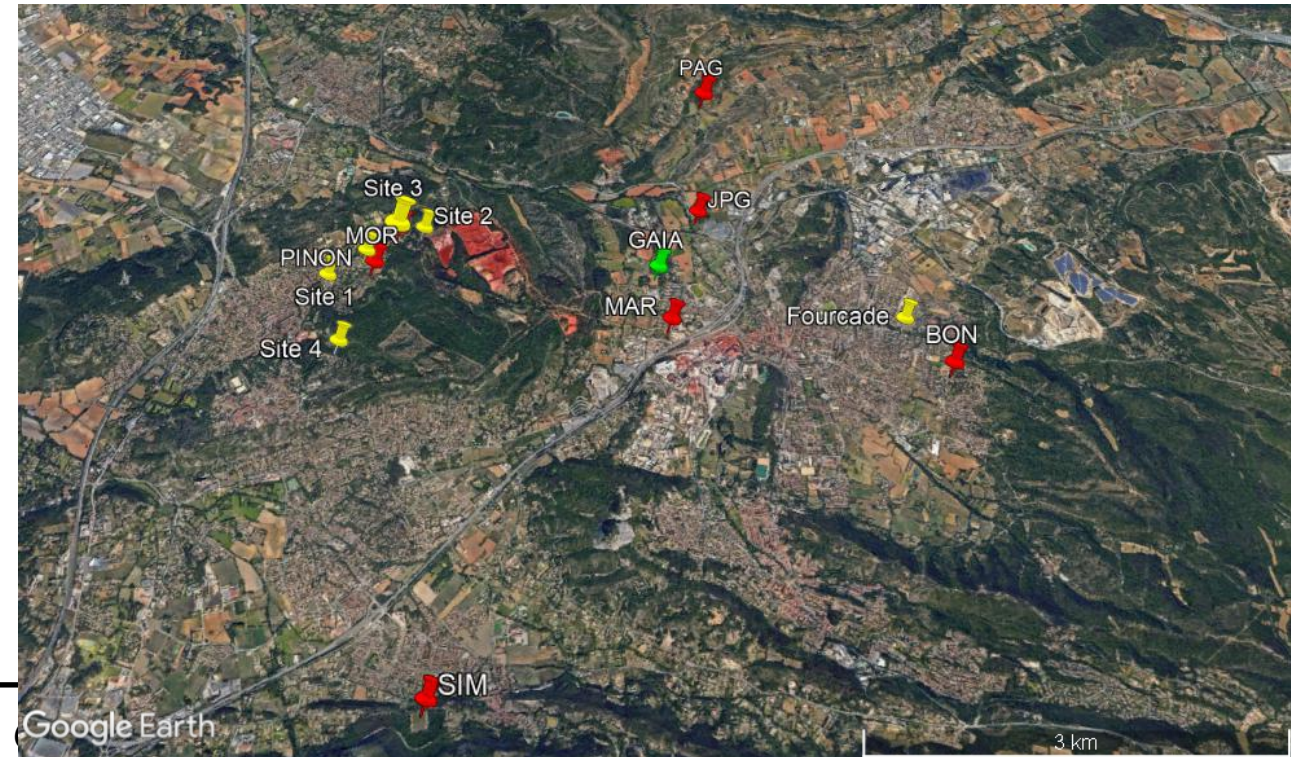 PAG
Site 3
JPG
Site 2
MOR
GAIA
PINON
Site 1
MAR
Fourcade
BON
Site 4
SIM
Google Earth
3 km